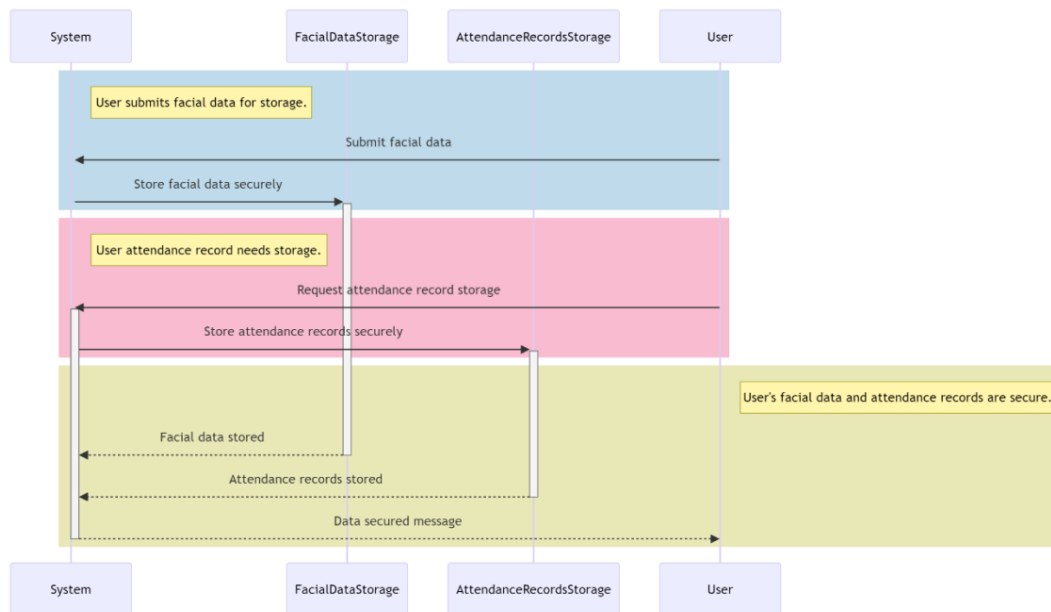 System
FacialDataStorage
AttendanceRecordsStorage
User
User submits facial data for storage.
Submit facial data
Store facial data securely
User attendance record needs storage.
Request attendance record storage
Store attendance records securely
User's facial data and attendance records are secure.
Facial data stored
Attendance records stored
Data secured message
System
FacialDataStorage
AttendanceRecordsStorage
User